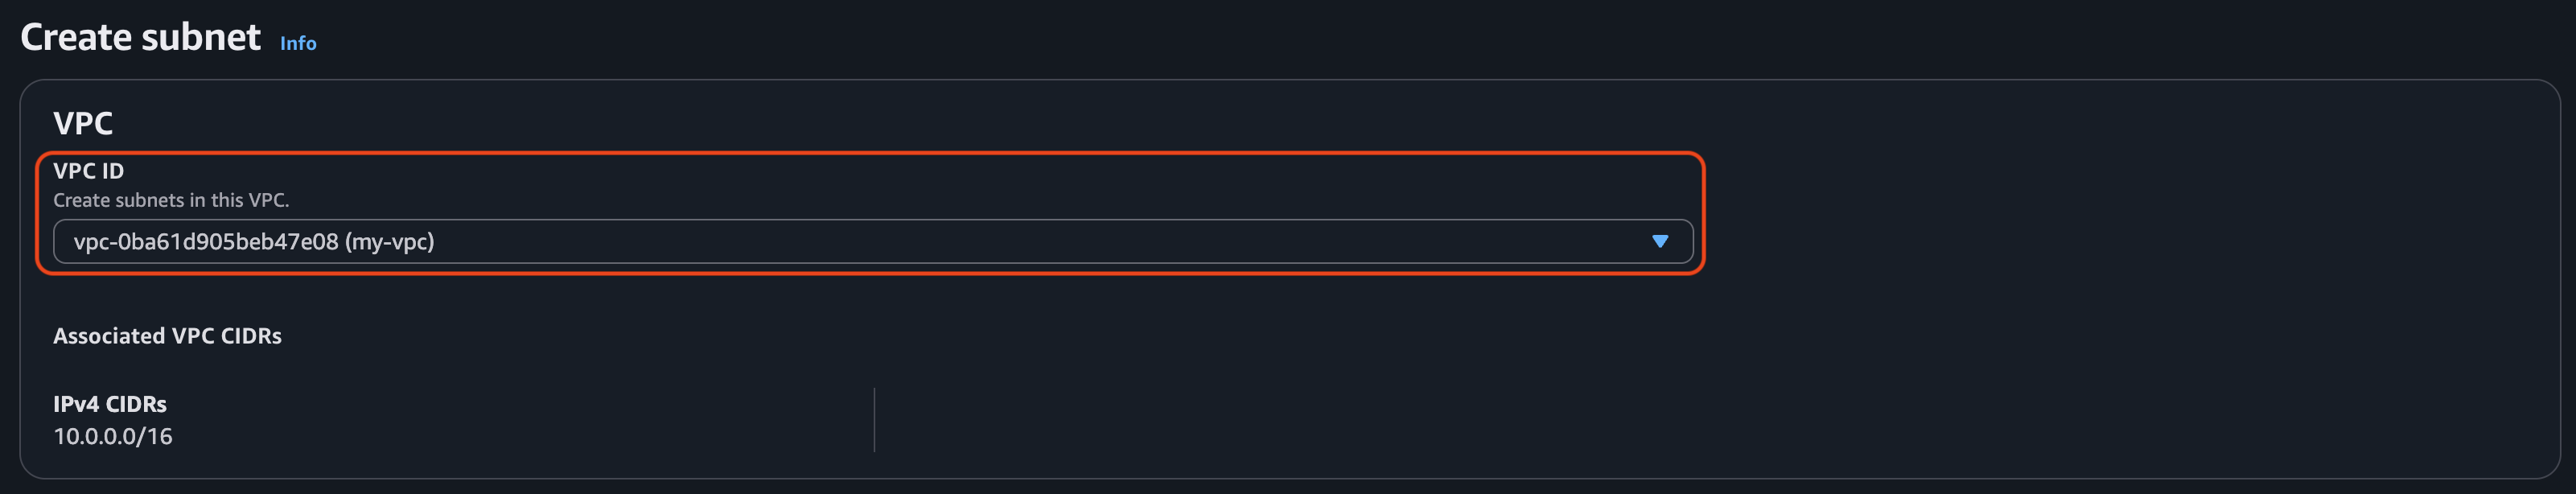 Create subnet Info
VPC
VPC ID
Create subnets in this VPC.
vpc-0ba61d905beb47e08 (my-vpc)
Associated VPC CIDRs
IPv4 CIDRs
10.0.0.0/16